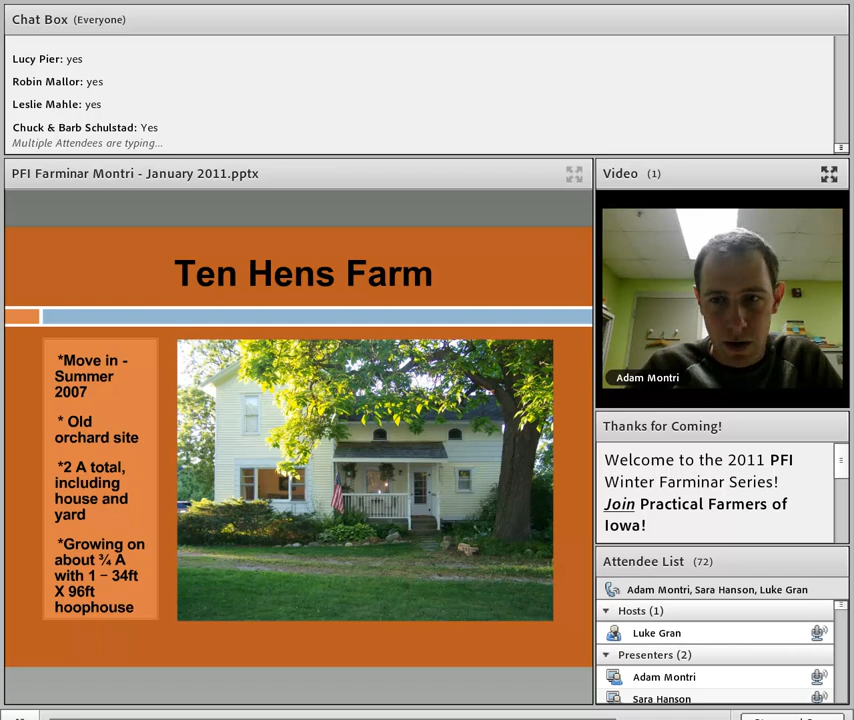 Chat Box (Everyone)
Lucy Pier: yes
Robin Mallor: yes
Leslie Mahle: yes
Chuck & Barb Schulstad: Yes
Multiple Attendees are typing...
PFI Farminar Montri - January 2011.pptx
Ten Hens Farm
*Move in -
Summer
2007
* Old
orchard site
*2 A total,
including
house and
yard
*Growing on
about ¾ A
with 1 – 34ft
X 96ft
hoophouse
Video (1)
Adam Montri
Thanks for Coming!
Welcome to the 2011 PFI
Winter Farminar Series!
Join Practical Farmers of
Iowa!
Attendee List (72)
Adam Montri, Sara Hanson, Luke Gran
Hosts (1)
Luke Gran
Presenters (2)
Adam Montri
Sara Hanson